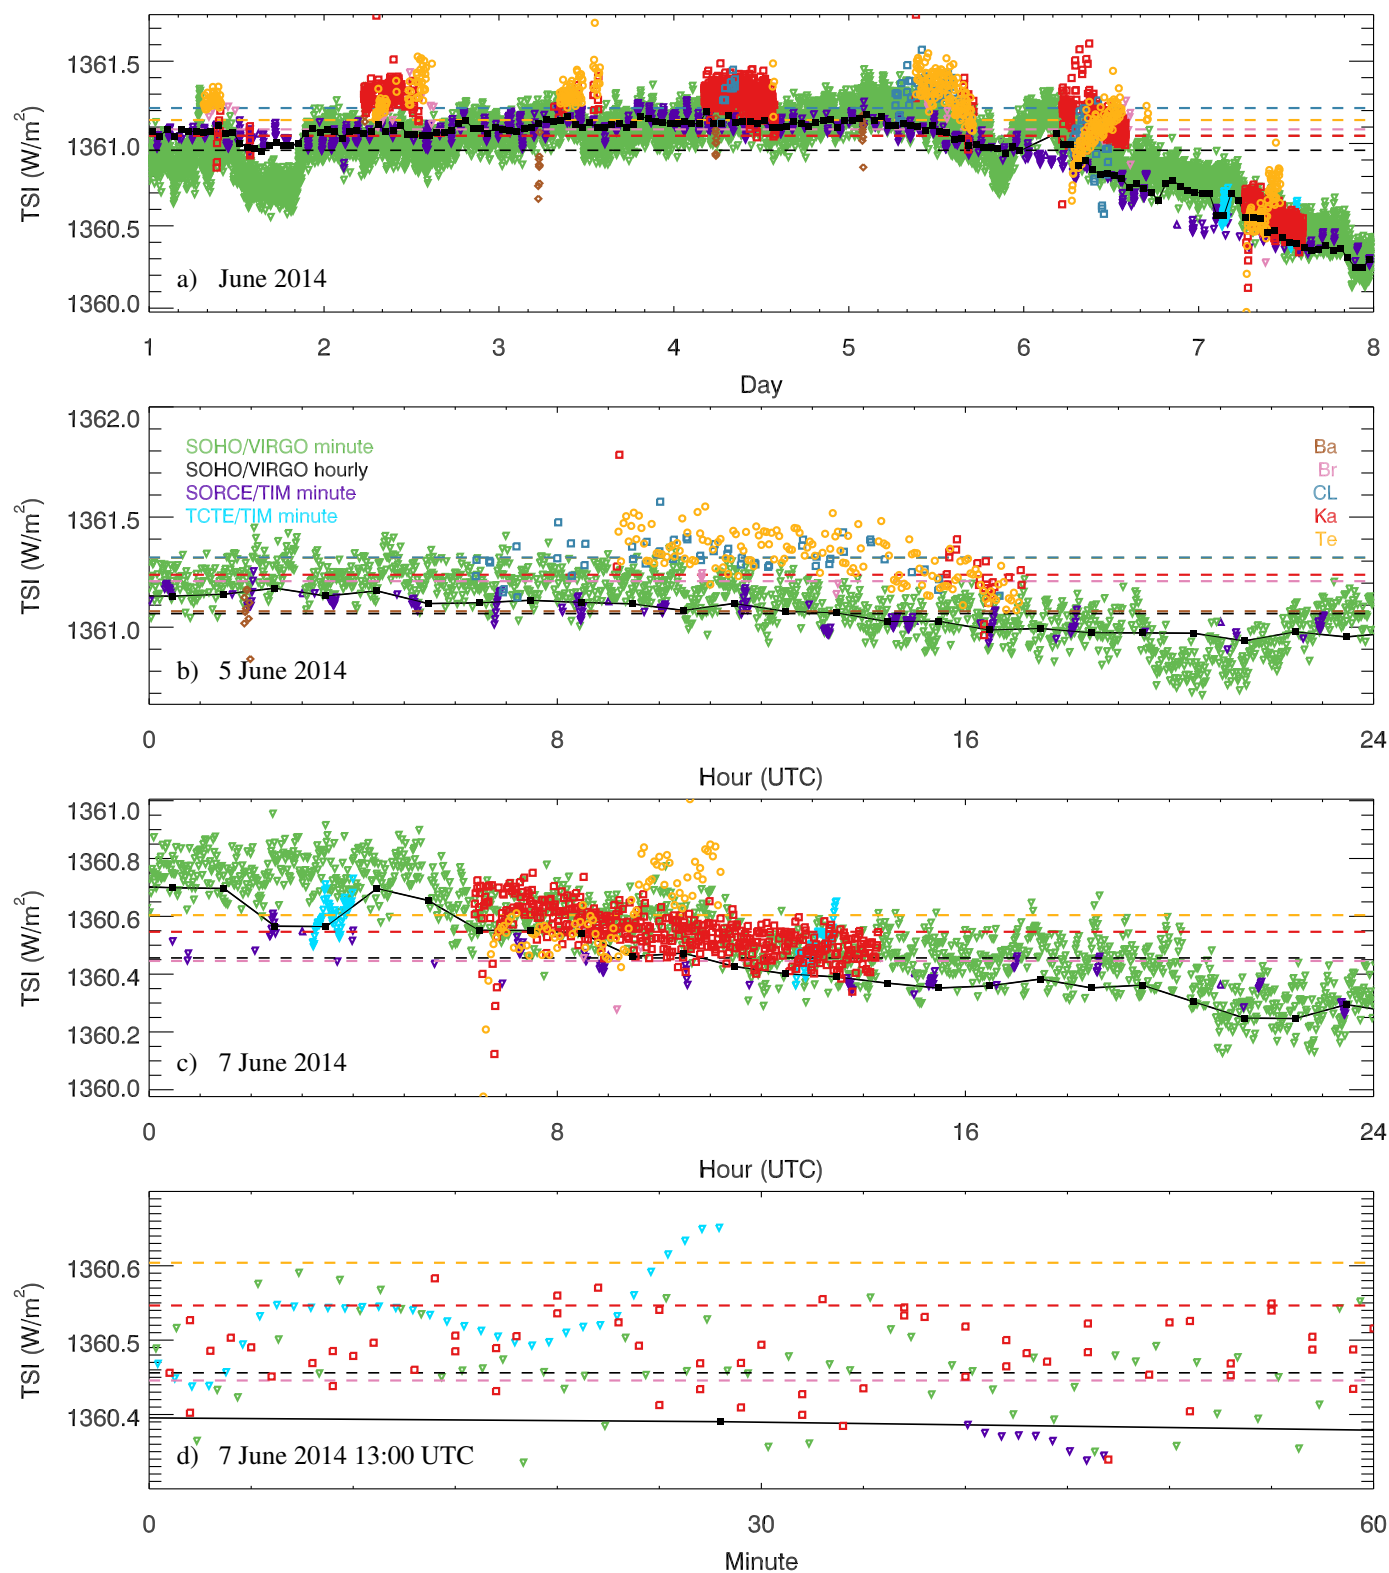 1361.5
1361.0
1360.5
1360.0
TSI (W/m²)
a) June 2014
1 2 3 4 5 6 7 8
Day
1362.0
1361.5
1361.0
TSI (W/m²)
SOHO/VIRGO minute
SOHO/VIRGO hourly
SORCE/TIM minute
TCTE/TIM minute
Ba
Br
CL
Ka
Te
b) 5 June 2014
0 8 16 24
Hour (UTC)
1361.0
1360.8
1360.6
1360.4
1360.2
1360.0
TSI (W/m²)
c) 7 June 2014
0 8 16 24
Hour (UTC)
1360.6
1360.5
1360.4
TSI (W/m²)
d) 7 June 2014 13:00 UTC
0 30 60
Minute